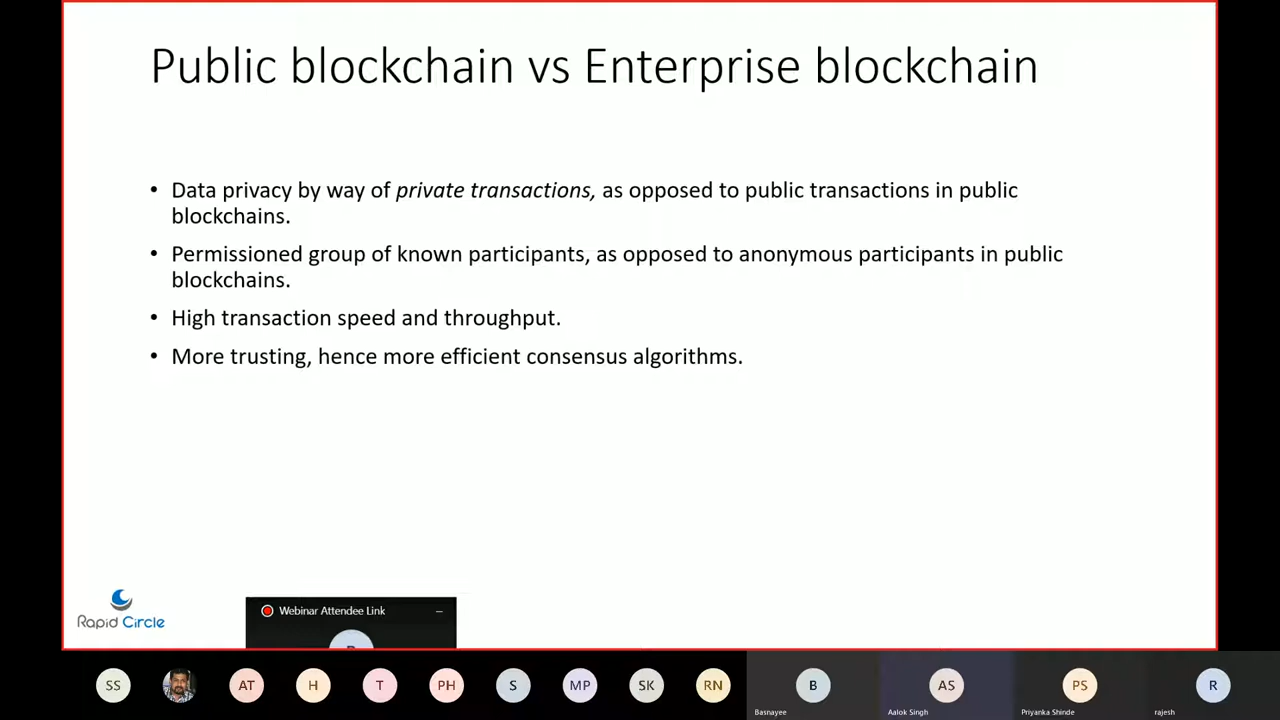 Public blockchain vs Enterprise blockchain
• Data privacy by way of private transactions, as opposed to public transactions in public
blockchains.
• Permissioned group of known participants, as opposed to anonymous participants in public
blockchains.
• High transaction speed and throughput.
• More trusting, hence more efficient consensus algorithms.
Rapid Circle
Webinar Attendee Link
SS
AT
H
T
PH
S
MP
SK
RN
B
AS
PS
R
Basnayee
Aalok Singh
Priyanka Shinde
rajesh